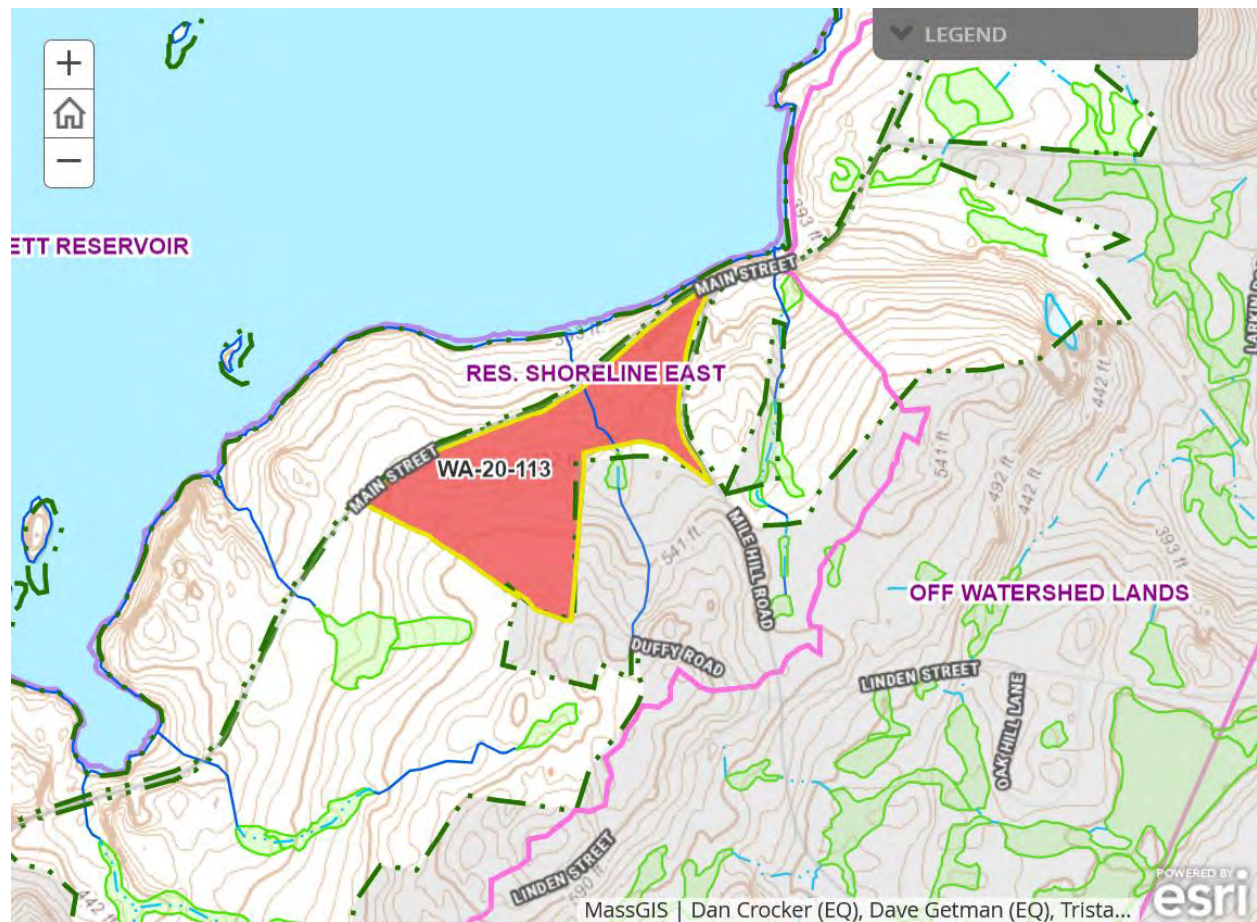 +
−
LEGEND
393 ft
MAIN STREET
ETT RESERVOIR
RES. SHORELINE EAST
442 ft
WA-20-113
MAIN STREET
541 ft
492 ft
442 ft
393 ft
541 ft
MILE HILL ROAD
OFF WATERSHED LANDS
DUFFY ROAD
LINDEN STREET
OAK HILL LANE
LINDEN STREET
442 ft
MassGIS | Dan Crocker (EQ), Dave Getman (EQ), Trista...
POWERED BY
esri